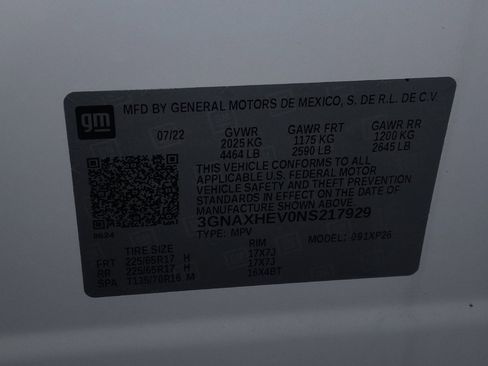 gm
MFD BY GENERAL MOTORS DE MEXICO, S. DE R.L. DE C.V.
07/22 GVWR GAWR FRT GAWR RR
2025 KG 1175 KG 1200 KG
4464 LB 2590 LB 2645 LB
THIS VEHICLE CONFORMS TO ALL
APPLICABLE U.S. FEDERAL MOTOR
VEHICLE SAFETY AND THEFT PREVENTION
STANDARDS IN EFFECT ON THE DATE OF
MANUFACTURE SHOWN ABOVE.
3GNAXHEV0NS217929
8624 TYPE: MPV MODEL: 091XP26
TIRE SIZE RIM
FRT 225/65R17 H 17X7J
RR 225/65R17 H 17X7J
SPA T135/70R16 M 16X4BT